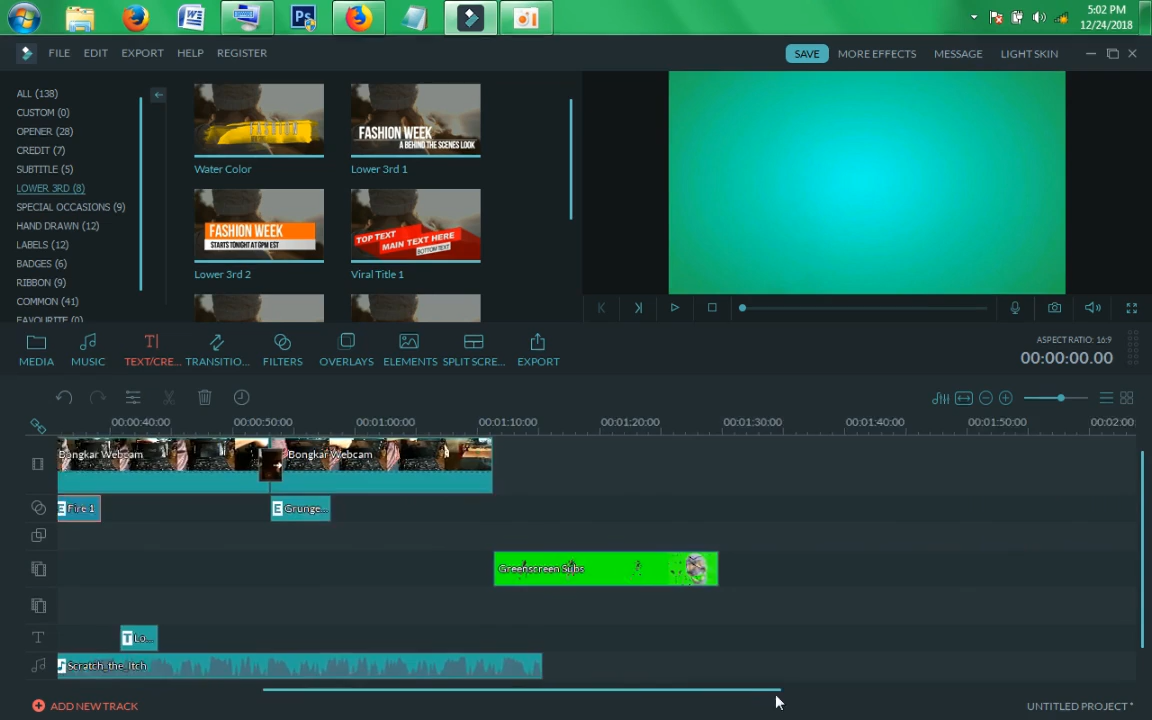 5:02 PM
12/24/2018
FILE EDIT EXPORT HELP REGISTER
SAVE MORE EFFECTS MESSAGE LIGHT SKIN
ALL (138)
CUSTOM (0)
OPENER (28)
CREDIT (7)
SUBTITLE (5)
LOWER 3RD (8)
SPECIAL OCCASIONS (9)
HAND DRAWN (12)
LABELS (12)
BADGES (6)
RIBBON (9)
COMMON (41)
FAVOURITE (0)
FASHION
Water Color
FASHION WEEK
A BEHIND THE SCENES LOOK
Lower 3rd 1
FASHION WEEK
STARTS TONIGHT AT 6PM EST
Lower 3rd 2
TOP TEXT
MAIN TEXT HERE
BOTTOM TEXT
Viral Title 1
MEDIA MUSIC TEXT/CRE... TRANSITIO... FILTERS OVERLAYS ELEMENTS SPLIT SCRE... EXPORT
ASPECT RATIO: 16:9
00:00:00.00
00:00:40:00 00:00:50:00 00:01:00:00 00:01:10:00 00:01:20:00 00:01:30:00 00:01:40:00 00:01:50:00 00:02:00:
Bongkar Webcam Bongkar Webcam
E Fire 1 E Grunge...
Greenscreen Subs
T Lo...
Scratch_the_Itch
ADD NEW TRACK
UNTITLED PROJECT *